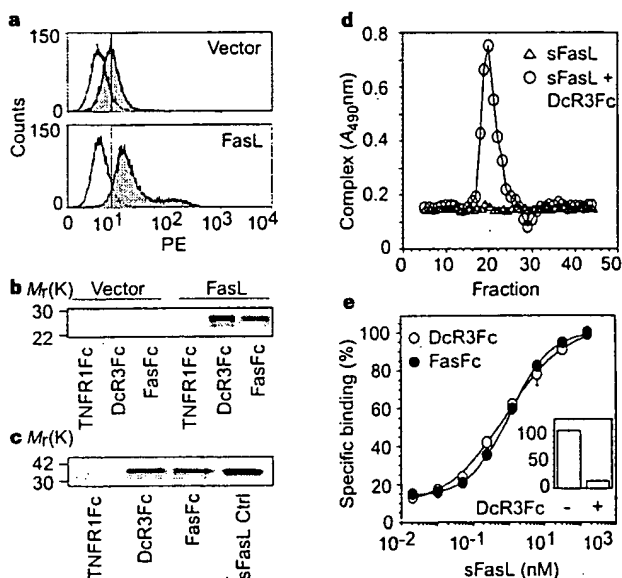 a
150
Vector
0
150
FasL
Counts
0
0 10¹ 10² 10³ 10⁴
PE
b Mr(K) Vector FasL
30
22
TNFR1Fc
DcR3Fc
FasFc
TNFR1Fc
DcR3Fc
FasFc
c Mr(K)
42
30
TNFR1Fc
DcR3Fc
FasFc
sFasL Ctrl
d
0.8
0.6
0.4
0.2
0
Complex (A490nm)
sFasL
sFasL +
DcR3Fc
0 10 20 30 40 50
Fraction
e
100
80
60
40
20
0
Specific binding (%)
DcR3Fc
FasFc
100
50
0
DcR3Fc - +
10-2 10-1 10¹ 10³
sFasL (nM)